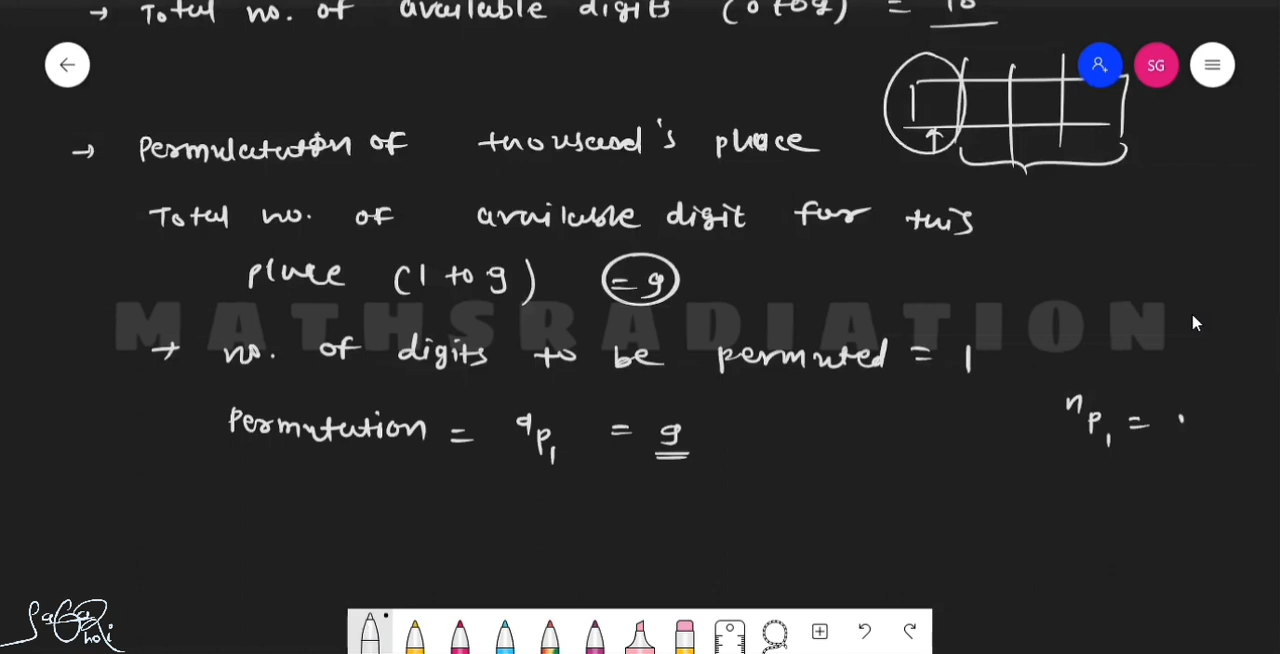 → Total no. of available digits (0 to 9) = 10
SG
→ Permutation of thousand's place
Total no. of available digit for this
place (1 to 9) = 9
MATHSRADIATION
→ no. of digits to be permuted = 1
Permutation = ⁹P₁ = 9
ⁿP₁ =